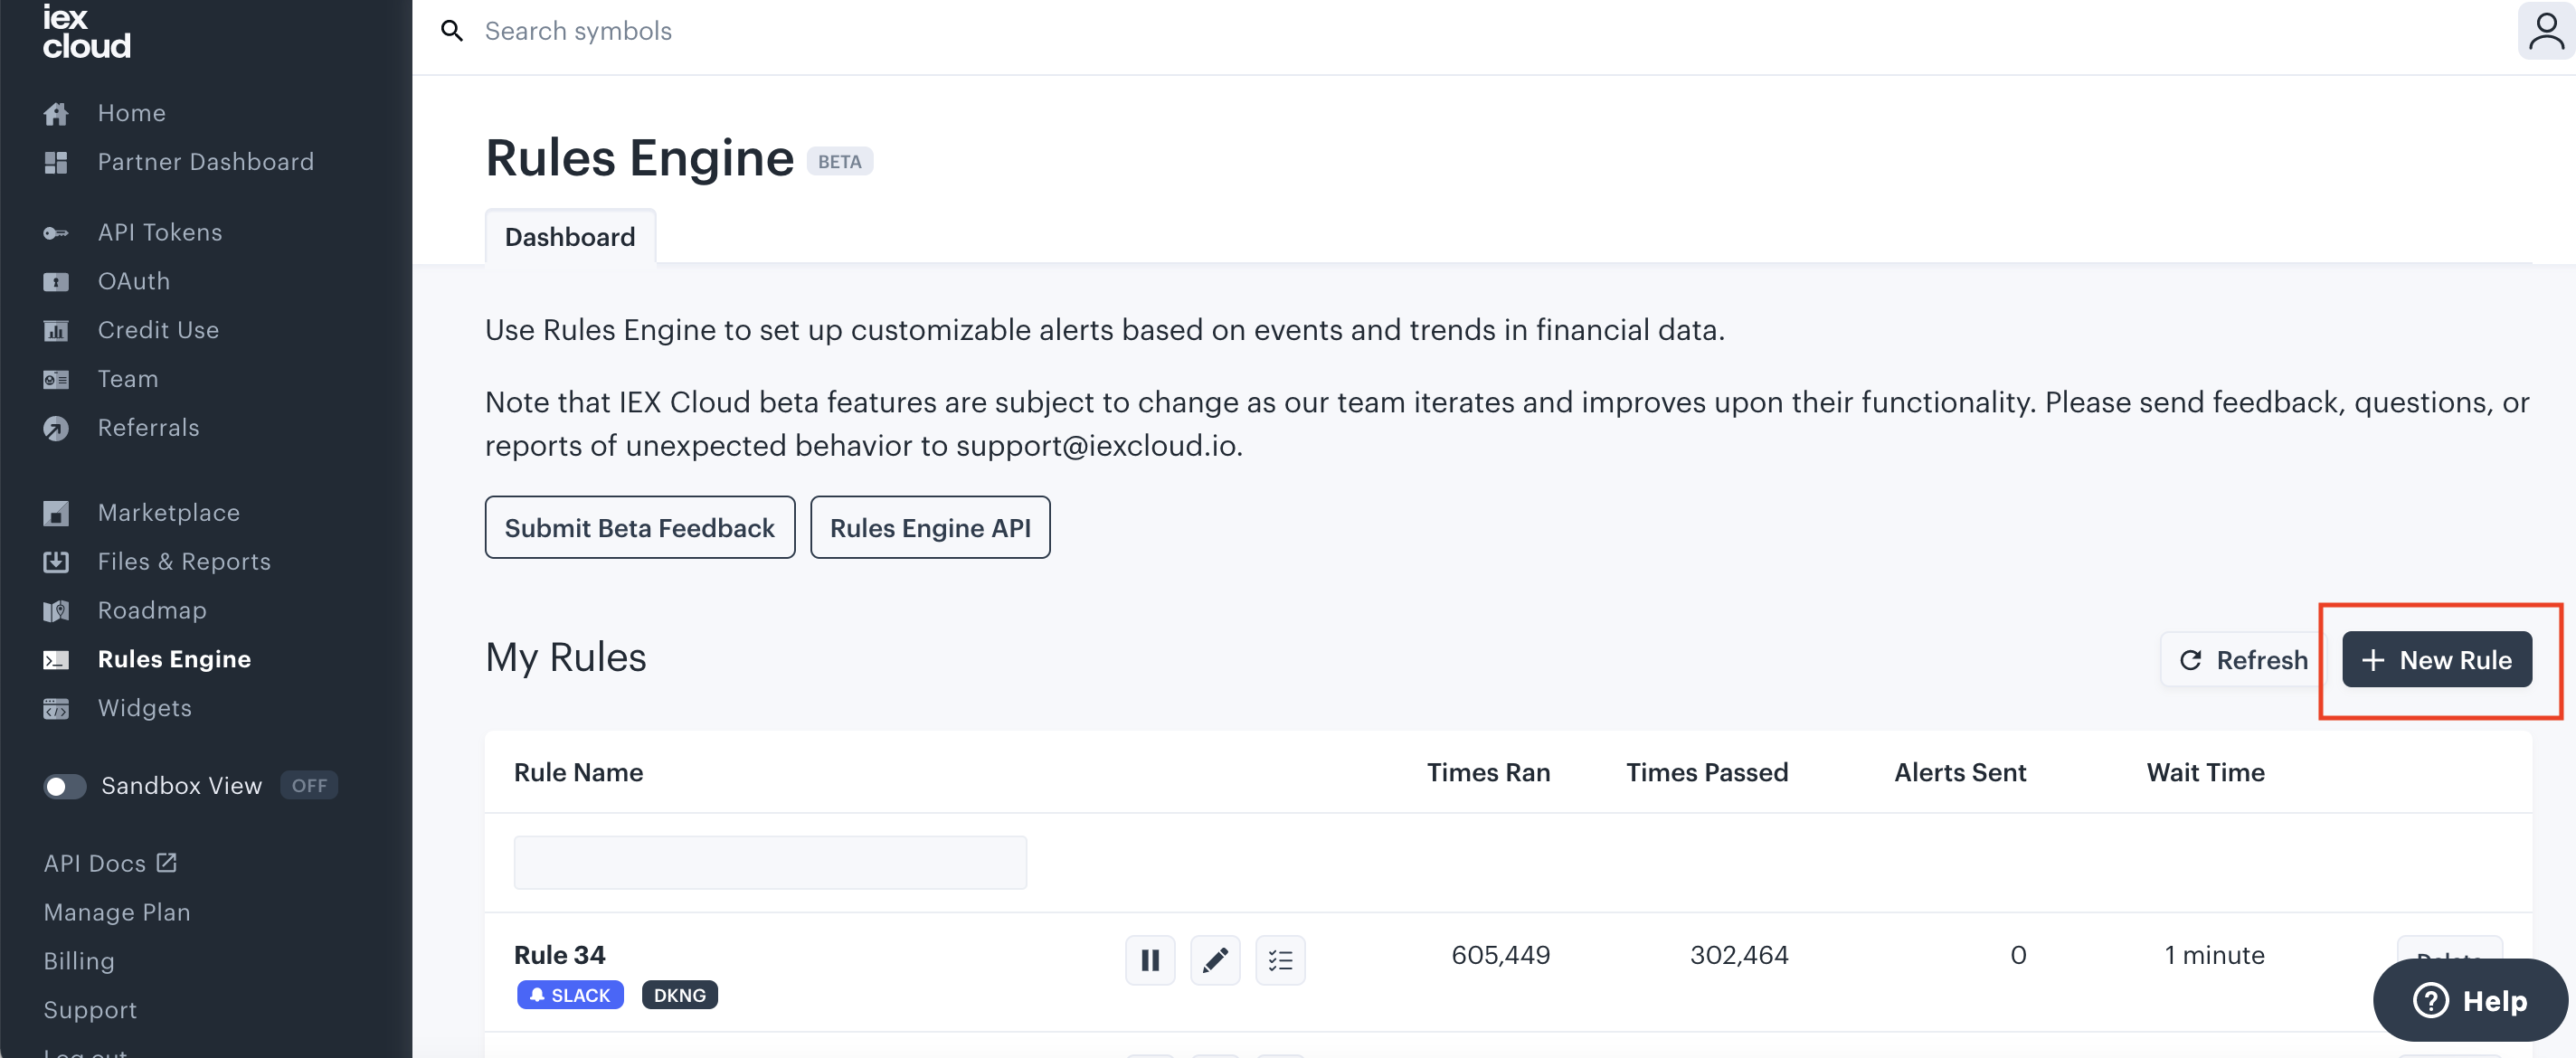 iex
cloud
Search symbols
Home
Partner Dashboard
API Tokens
OAuth
Credit Use
Team
Referrals
Marketplace
Files & Reports
Roadmap
Rules Engine
Widgets
Sandbox View OFF
API Docs
Manage Plan
Billing
Support
Log out
Rules Engine BETA
Dashboard
Use Rules Engine to set up customizable alerts based on events and trends in financial data.
Note that IEX Cloud beta features are subject to change as our team iterates and improves upon their functionality. Please send feedback, questions, or
reports of unexpected behavior to support@iexcloud.io.
Submit Beta Feedback Rules Engine API
My Rules Refresh New Rule
Rule Name Times Ran Times Passed Alerts Sent Wait Time
Rule 34 605,449 302,464 0 1 minute Delete
SLACK DKNG
Help